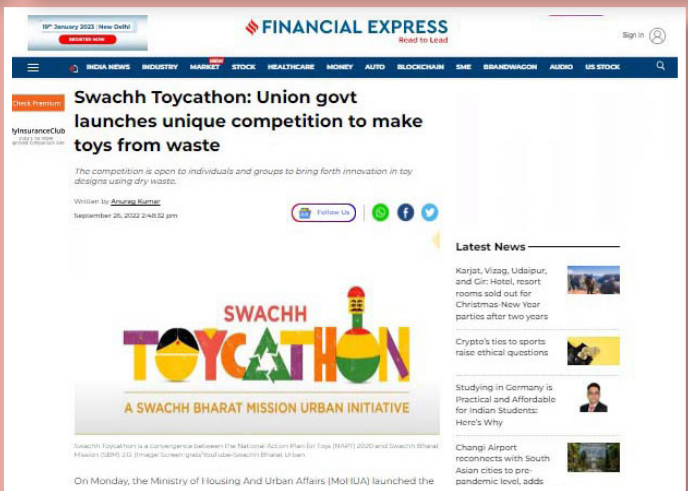 19th January 2023 | New Delhi
REGISTER NOW
FINANCIAL EXPRESS
Read to Lead
Sign in
INDIA NEWS INDUSTRY MARKET NEW STOCK HEALTHCARE MONEY AUTO BLOCKCHAIN SME BRANDWAGON AUDIO US STOCK
Check Premium
yInsuranceClub
Swachh Toycathon: Union govt
launches unique competition to make
toys from waste
The competition is open to individuals and groups to bring forth innovation in toy
designs using dry waste.
Written by Anurag Kumar
September 26, 2022 2:48:32 pm
Follow Us
SWACHH
TOYCATHON
A SWACHH BHARAT MISSION URBAN INITIATIVE
Swachh Toycathon is a convergence between the National Action Plan for Toys (NAPT) 2020 and Swachh Bharat
Mission (SBM) 2.0. (Image: Screen grab/YouTube-Swachh Bharat Urban
On Monday, the Ministry of Housing And Urban Affairs (MoHUA) launched the
Latest News
Karjat, Vizag, Udaipur,
and Gir: Hotel, resort
rooms sold out for
Christmas-New Year
parties after two years
Crypto's ties to sports
raise ethical questions
Studying in Germany is
Practical and Affordable
for Indian Students:
Here's Why
Changi Airport
reconnects with South
Asian cities to pre-
pandemic level, adds